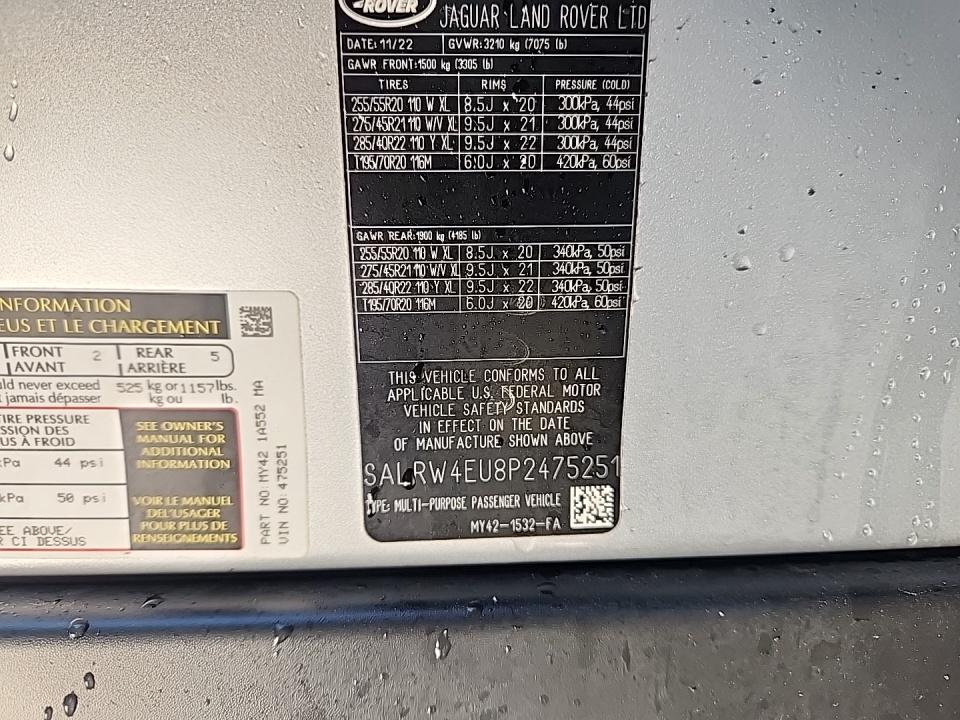 ROVER
JAGUAR LAND ROVER LTD
DATE: 11/22 GVWR: 3210 kg (7075 lb)
GAWR FRONT: 1500 kg (3305 lb)
TIRES RIMS PRESSURE (COLD)
255/55R20 110 W XL 8.5J x 20 300kPa, 44psi
275/45R21 110 W/V XL 9.5J x 21 300kPa, 44psi
285/40R22 110 Y XL 9.5J x 22 300kPa, 44psi
T195/70R20 116M 6.0J x 20 420kPa, 60psi
GAWR REAR: 1900 kg (4185 lb)
255/55R20 110 W XL 8.5J x 20 340kPa, 50psi
275/45R21 110 W/V XL 9.5J x 21 340kPa, 50psi
285/40R22 110 Y XL 9.5J x 22 340kPa, 50psi
T195/70R20 116M 6.0J x 20 420kPa, 60psi
THIS VEHICLE CONFORMS TO ALL
APPLICABLE U.S. FEDERAL MOTOR
VEHICLE SAFETY STANDARDS
IN EFFECT ON THE DATE
OF MANUFACTURE SHOWN ABOVE
SALRW4EU8P2475251
TYPE: MULTI-PURPOSE PASSENGER VEHICLE
MY42-1532-FA
NFORMATION
EUS ET LE CHARGEMENT
FRONT 2 REAR 5
AVANT ARRIÈRE
ld never exceed 525 kg or 1157 lbs.
t jamais dépasser kg ou lb.
TIRE PRESSURE
SSION DES
US À FROID
kPa 44 psi
kPa 50 psi
EE ABOVE/
R CI DESSUS
SEE OWNER'S
MANUAL FOR
ADDITIONAL
INFORMATION
VOIR LE MANUEL
DEL'USAGER
POUR PLUS DE
RENSEIGNEMENTS
PART NO: MY42 1A552 MA
VIN NO: 475251